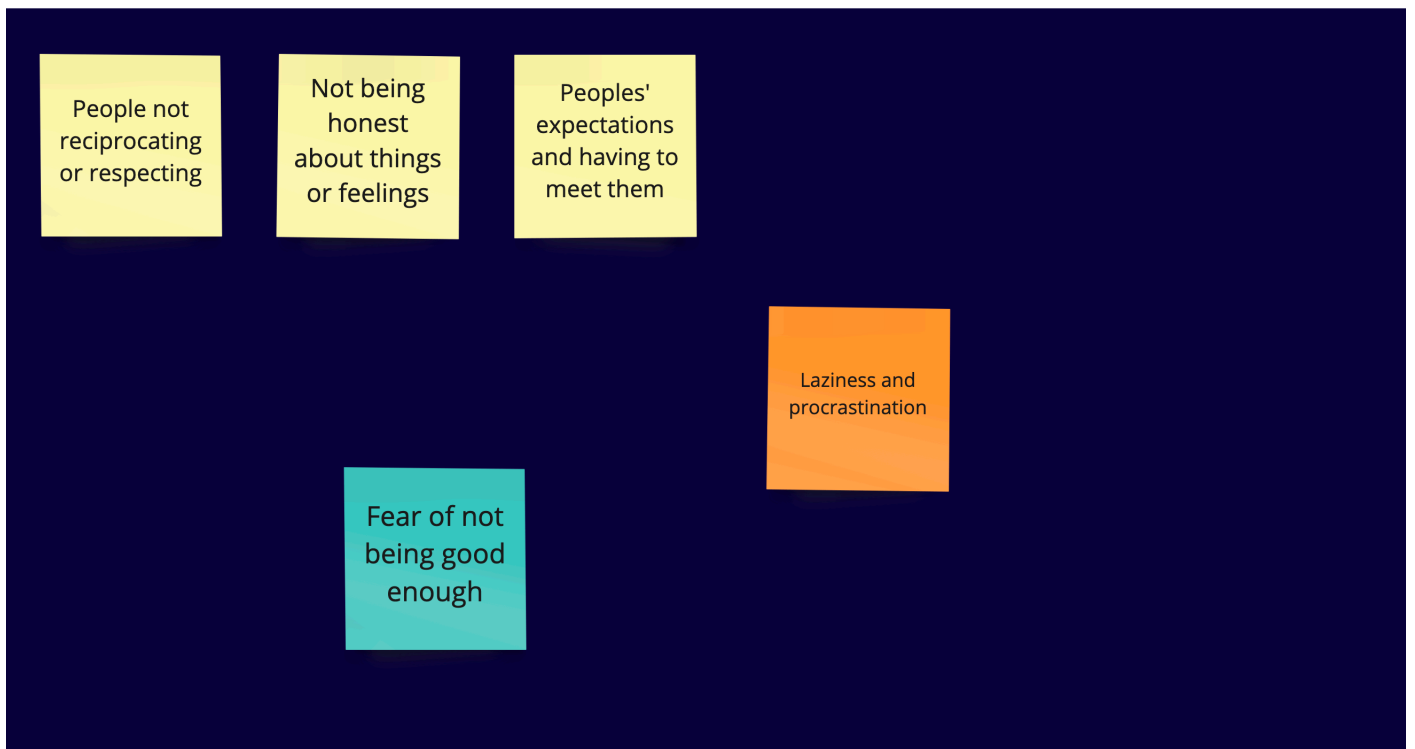 People not
reciprocating
or respecting
Not being
honest
about things
or feelings
Peoples'
expectations
and having to
meet them
Laziness and
procrastination
Fear of not
being good
enough